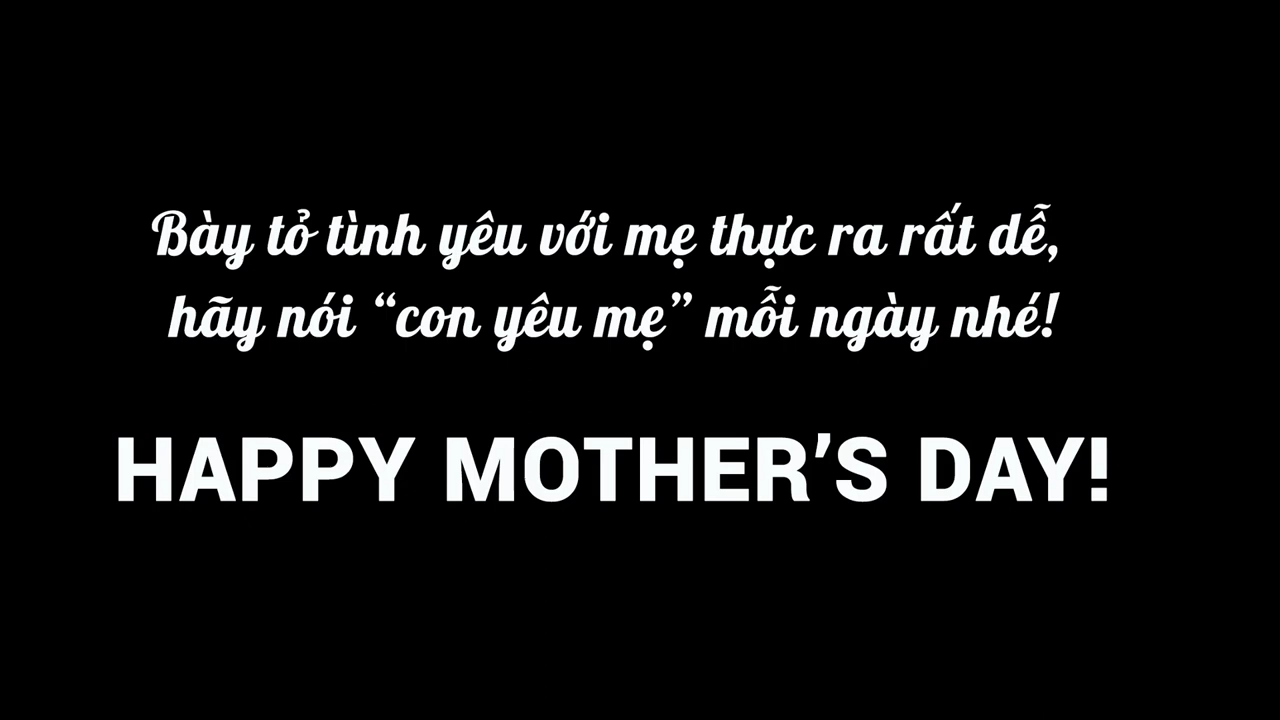 Bày tỏ tình yêu với mẹ thực ra rất dễ,
hãy nói “con yêu mẹ” mỗi ngày nhé!
HAPPY MOTHER’S DAY!